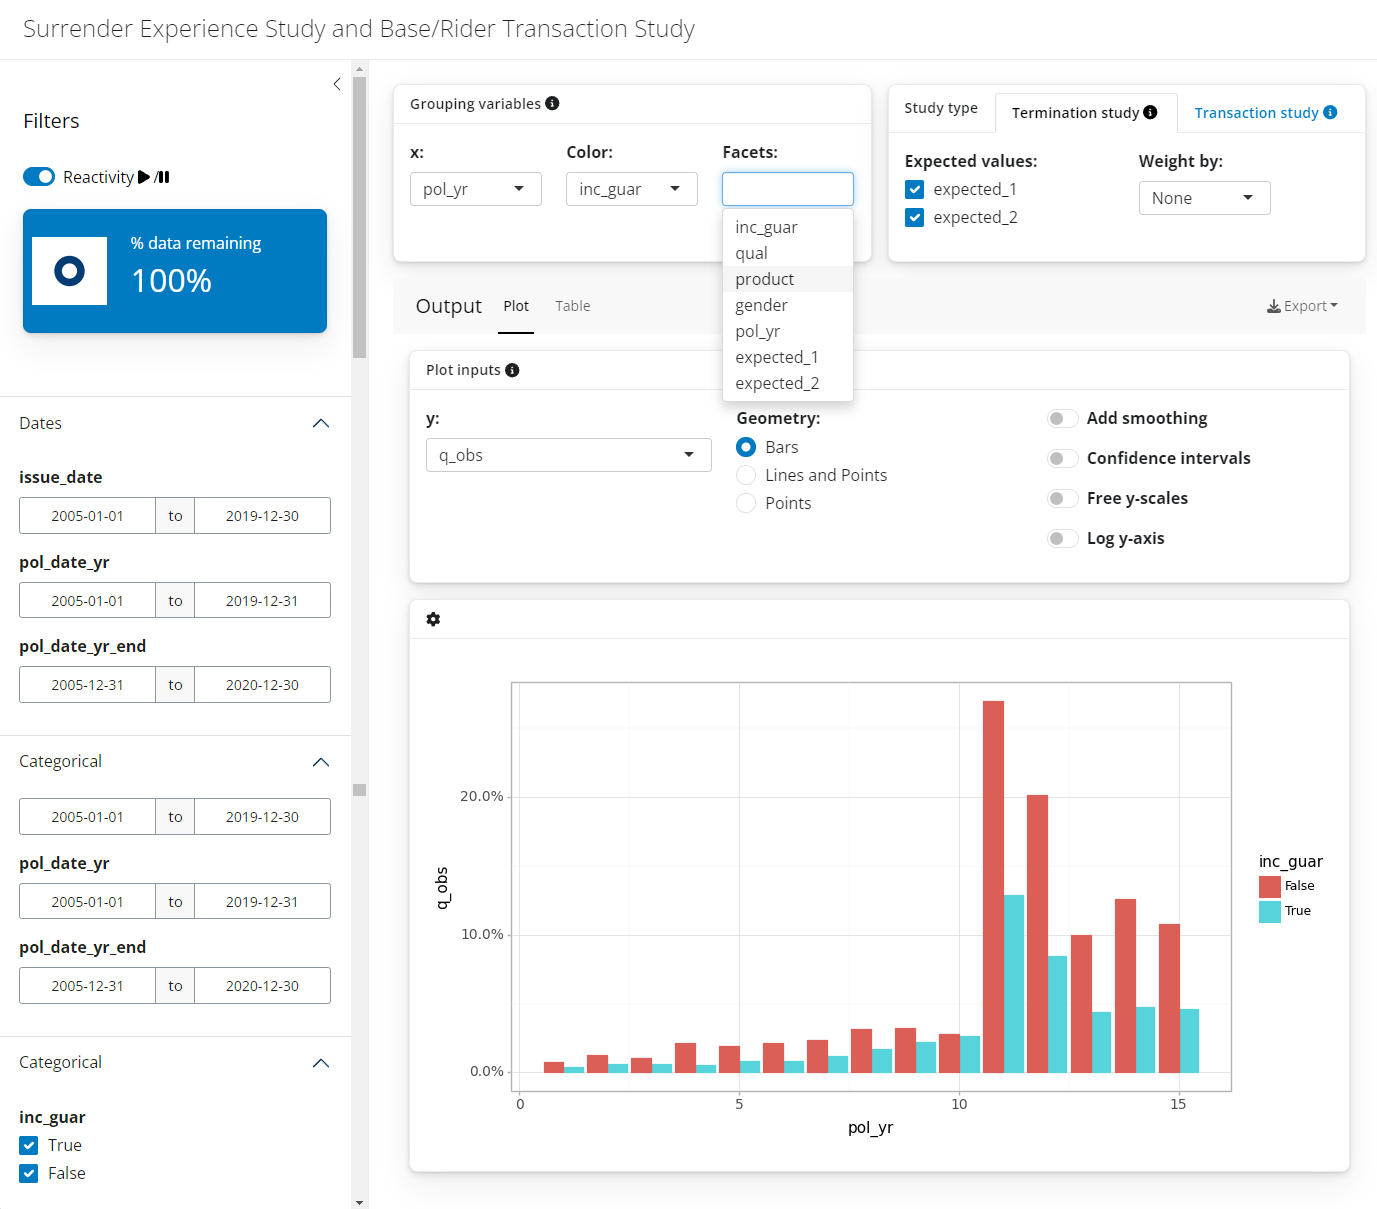 Surrender Experience Study and Base/Rider Transaction Study
Filters
Reactivity /
% data remaining
100%
Dates
issue_date
2005-01-01 to 2019-12-30
pol_date_yr
2005-01-01 to 2019-12-31
pol_date_yr_end
2005-12-31 to 2020-12-30
Categorical
2005-01-01 to 2019-12-30
pol_date_yr
2005-01-01 to 2019-12-31
pol_date_yr_end
2005-12-31 to 2020-12-30
Categorical
inc_guar
True
False
Grouping variables
x: Color: Facets:
pol_yr inc_guar
inc_guar
qual
product
gender
pol_yr
expected_1
expected_2
Study type Termination study Transaction study
Expected values: Weight by:
expected_1 None
expected_2
Output Plot Table Export
Plot inputs
y:
q_obs
Geometry:
Bars
Lines and Points
Points
Add smoothing
Confidence intervals
Free y-scales
Log y-axis
q_obs
20.0%
10.0%
0.0%
0 5 10 15
pol_yr
inc_guar
False
True